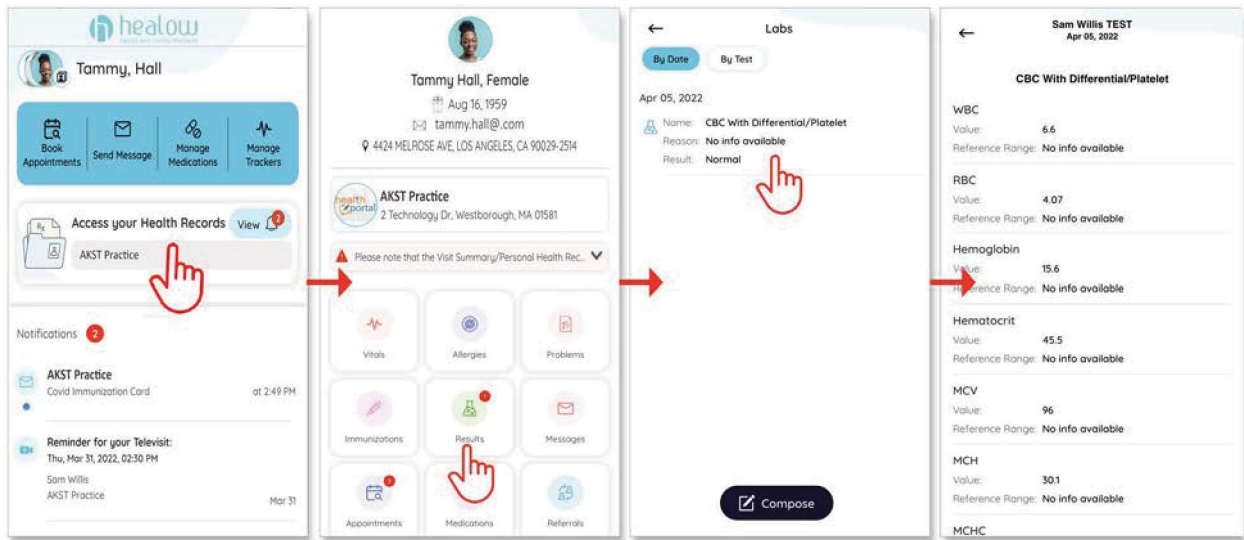 healow
Tammy, Hall
Book
Appointments
Send Message
Manage
Medications
Manage
Trackers
Access your Health Records
View
2
AKST Practice
Notifications 2
AKST Practice
Covid Immunization Card at 2:49 PM
Reminder for your Televisit:
Thu, Mar 31, 2022, 02:30 PM
Sam Willis
AKST Practice Mar 31
Tammy Hall, Female
Aug 16, 1959
tammy.hall@.com
4424 MELROSE AVE, LOS ANGELES, CA 90029-2514
health
portal
AKST Practice
2 Technology Dr, Westborough, MA 01581
Please note that the Visit Summary/Personal Health Rec...
Vitals
Allergies
Problems
Immunizations
Results
Messages
Appointments
Medications
Referrals
Labs
By Date By Test
Apr 05, 2022
Name: CBC With Differential/Platelet
Reason: No info available
Result: Normal
Compose
Sam Willis TEST
Apr 05, 2022
CBC With Differential/Platelet
WBC
Value: 6.6
Reference Range: No info available
RBC
Value: 4.07
Reference Range: No info available
Hemoglobin
Value: 15.6
Reference Range: No info available
Hematocrit
Value: 45.5
Reference Range: No info available
MCV
Value: 96
Reference Range: No info available
MCH
Value: 30.1
Reference Range: No info available
MCHC